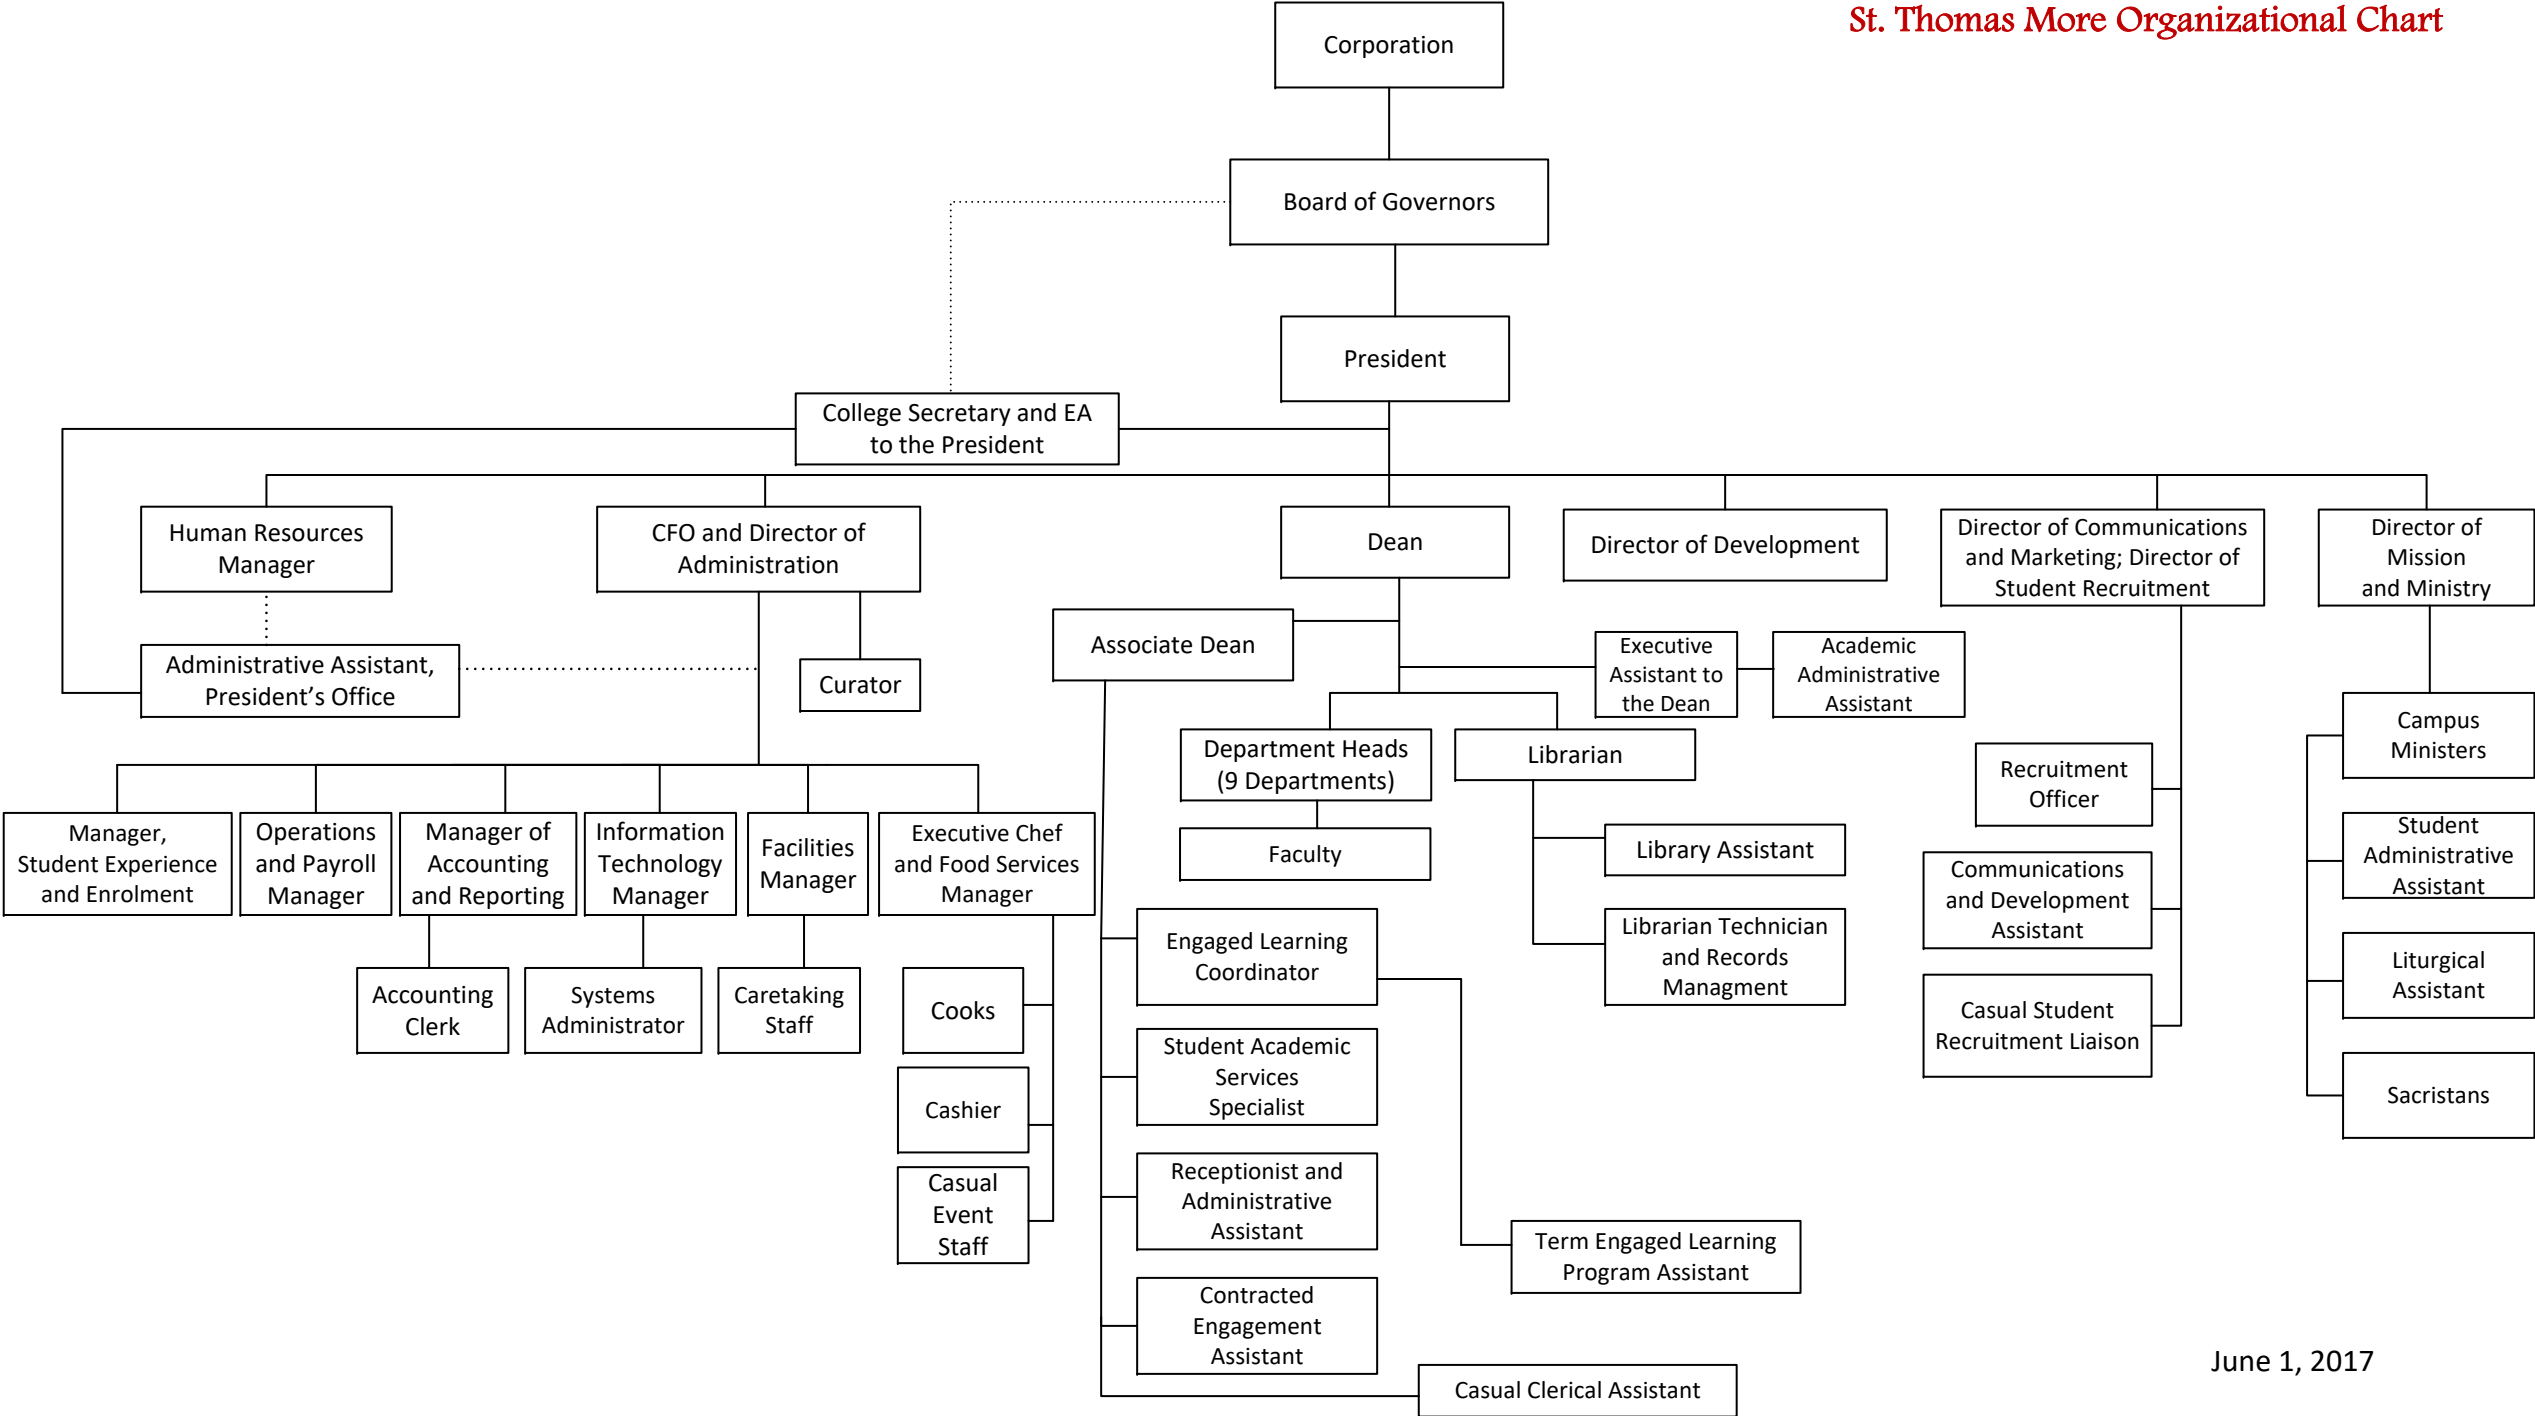 St. Thomas More Organizational Chart
Corporation
Board of Governors
President
College Secretary and EA
to the President
Human Resources
Manager
CFO and Director of
Administration
Dean
Director of Development
Director of Communications
and Marketing; Director of
Student Recruitment
Director of
Mission
and Ministry
Administrative Assistant,
President’s Office
Curator
Associate Dean
Executive
Assistant to
the Dean
Academic
Administrative
Assistant
Department Heads
(9 Departments)
Librarian
Faculty
Library Assistant
Librarian Technician
and Records
Managment
Recruitment
Officer
Communications
and Development
Assistant
Casual Student
Recruitment Liaison
Campus
Ministers
Student
Administrative
Assistant
Liturgical
Assistant
Sacristans
Manager,
Student Experience
and Enrolment
Operations
and Payroll
Manager
Manager of
Accounting
and Reporting
Information
Technology
Manager
Facilities
Manager
Executive Chef
and Food Services
Manager
Accounting
Clerk
Systems
Administrator
Caretaking
Staff
Cooks
Cashier
Casual
Event
Staff
Engaged Learning
Coordinator
Student Academic
Services
Specialist
Receptionist and
Administrative
Assistant
Contracted
Engagement
Assistant
Term Engaged Learning
Program Assistant
Casual Clerical Assistant
June 1, 2017